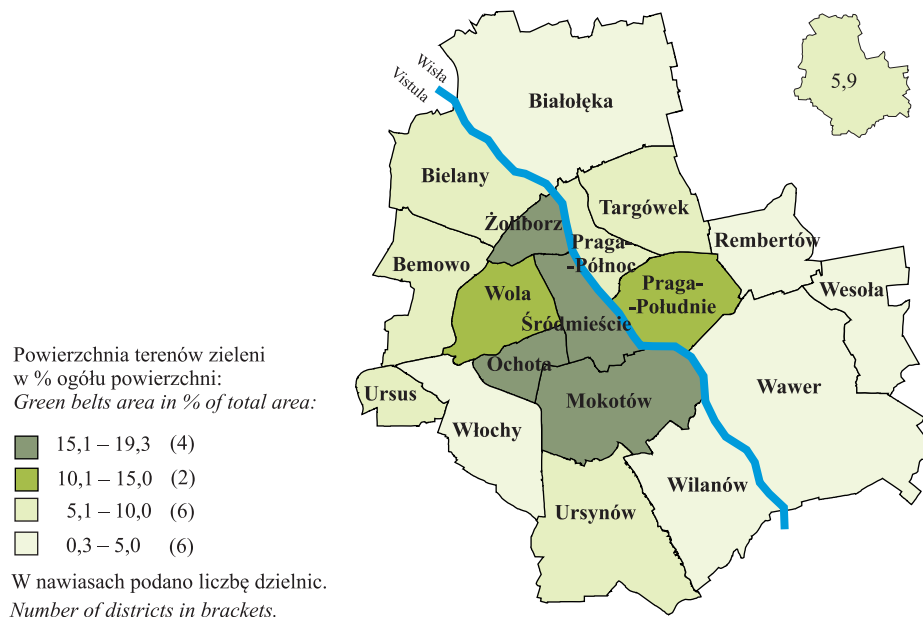 Wisła
Vistula
Białołęka
5,9
Bielany
Żoliborz
Targówek
Praga-
-Północ
Rembertów
Bemowo
Wola
Praga-
-Południe
Wesoła
Śródmieście
Ochota
Ursus
Mokotów
Wawer
Włochy
Wilanów
Ursynów
Powierzchnia terenów zieleni
w % ogółu powierzchni:
Green belts area in % of total area:
15,1 – 19,3 (4)
10,1 – 15,0 (2)
5,1 – 10,0 (6)
0,3 – 5,0 (6)
W nawiasach podano liczbę dzielnic.
Number of districts in brackets.